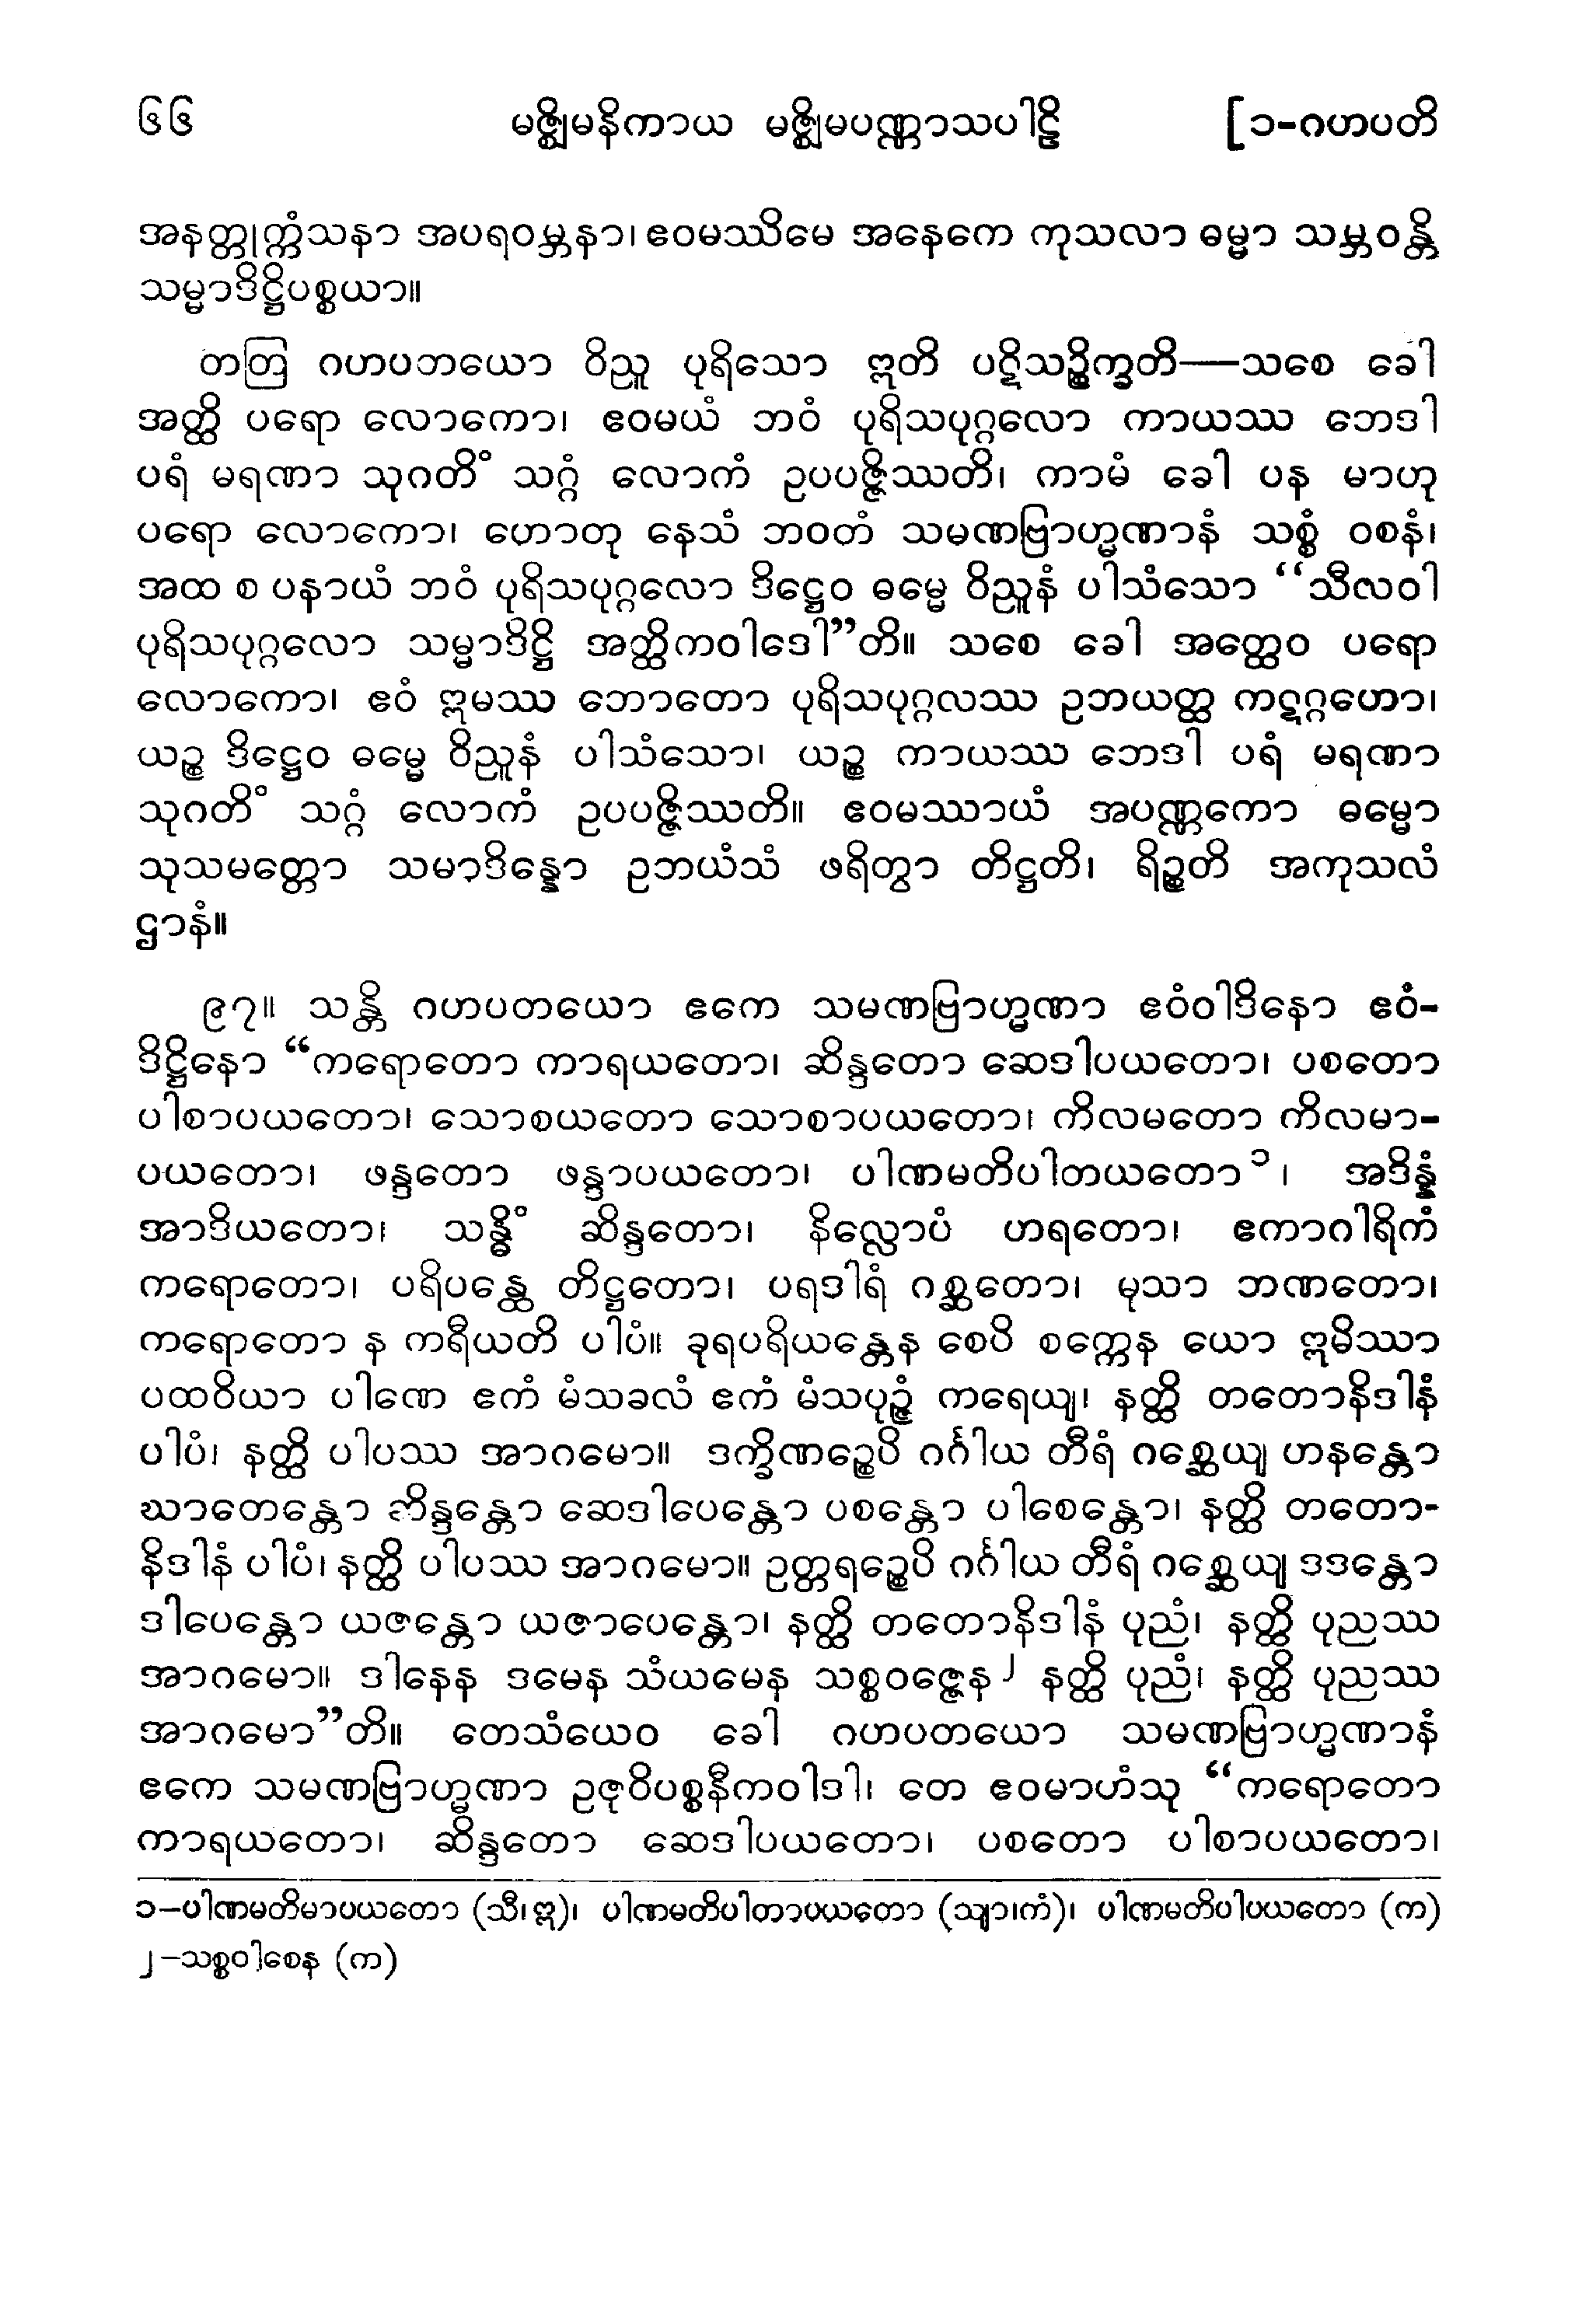 ၆၆ မဇ္ဈိမနိကာယ မဇ္ဈိမပဏ္ဏာသပါဠိ [၁-ဂဟပတိ
အနတ္တုက္ကံသနာ အပရဝမ္ဘနာ၊ ဧဝမဿိမေ အနေကေ ကုသလာ ဓမ္မာ သမ္ဘဝန္တိ
သမ္မာဒိဋ္ဌိပစ္စယာ။
တတြ ဂဟပတယော ဝိညူ ပုရိသော ဣတိ ပဋိသဉ္စိက္ခတိ—သစေ ခေါ
အတ္ထိ ပရော လောကော၊ ဧဝမယံ ဘဝံ ပုရိသပုဂ္ဂလော ကာယဿ ဘေဒါ
ပရံ မရဏာ သုဂတိံ သဂ္ဂံ လောကံ ဥပပဇ္ဇိဿတိ၊ ကာမံ ခေါ ပန မာဟု
ပရော လောကော၊ ဟောတု နေသံ ဘဝတံ သမဏဗြာဟ္မဏာနံ သစ္စံ ဝစနံ၊
အထ စ ပနာယံ ဘဝံ ပုရိသပုဂ္ဂလော ဒိဋ္ဌေဝ ဓမ္မေ ဝိညူနံ ပါသံသော “သီလဝါ
ပုရိသပုဂ္ဂလော သမ္မာဒိဋ္ဌိ အတ္ထိကဝါဒေါ”တိ။ သစေ ခေါ အတ္ထေဝ ပရော
လောကော၊ ဧဝံ ဣမဿ ဘောတော ပုရိသပုဂ္ဂလဿ ဥဘယတ္ထ ကဋဂ္ဂဟော၊
ယဉ္စ ဒိဋ္ဌေဝ ဓမ္မေ ဝိညူနံ ပါသံသော၊ ယဉ္စ ကာယဿ ဘေဒါ ပရံ မရဏာ
သုဂတိံ သဂ္ဂံ လောကံ ဥပပဇ္ဇိဿတိ။ ဧဝမဿာယံ အပဏ္ဏကော ဓမ္မော
သုသမတ္တော သမာဒိန္နော ဥဘယံသံ ဖရိတွာ တိဋ္ဌတိ၊ ရိဉ္စတိ အကုသလံ
ဌာနံ။
၉၇။ သန္တိ ဂဟပတယော ဧကေ သမဏဗြာဟ္မဏာ ဧဝံဝါဒိနော ဧဝံ-
ဒိဋ္ဌိနော “ကရောတော ကာရယတော၊ ဆိန္ဒတော ဆေဒါပယတော၊ ပစတော
ပါစာပယတော၊ သောစယတော သောစာပယတော၊ ကိလမတော ကိလမာ-
ပယတော၊ ဖန္ဒတော ဖန္ဒာပယတော၊ ပါဏမတိပါတယတော၁၊ အဒိန္နံ
အာဒိယတော၊ သန္ဓိံ ဆိန္ဒတော၊ နိလ္လောပံ ဟရတော၊ ဧကာဂါရိကံ
ကရောတော၊ ပရိပန္ထေ တိဋ္ဌတော၊ ပရဒါရံ ဂစ္ဆတော၊ မုသာ ဘဏတော၊
ကရောတော န ကရီယတိ ပါပံ။ ခုရပရိယန္တေန စေပိ စက္ကေန ယော ဣမိဿာ
ပထဝိယာ ပါဏေ ဧကံ မံသခလံ ဧကံ မံသပုဉ္ဇံ ကရေယျ၊ နတ္ထိ တတောနိဒါနံ
ပါပံ၊ နတ္ထိ ပါပဿ အာဂမော။ ဒက္ခိဏဉ္စေပိ ဂင်္ဂါယ တီရံ ဂစ္ဆေယျ ဟနန္တော
ဃာတေန္တော ဆိန္ဒန္တော ဆေဒါပေန္တော ပစန္တော ပါစေန္တော၊ နတ္ထိ တတော-
နိဒါနံ ပါပံ၊ နတ္ထိ ပါပဿ အာဂမော။ ဥတ္တရဉ္စေပိ ဂင်္ဂါယ တီရံ ဂစ္ဆေယျ ဒဒန္တော
ဒါပေန္တော ယဇန္တော ယဇာပေန္တော၊ နတ္ထိ တတောနိဒါနံ ပုညံ၊ နတ္ထိ ပုညဿ
အာဂမော။ ဒါနေန ဒမေန သံယမေန သစ္စဝဇ္ဇေန၂ နတ္ထိ ပုညံ၊ နတ္ထိ ပုညဿ
အာဂမော”တိ။ တေသံယေဝ ခေါ ဂဟပတယော သမဏဗြာဟ္မဏာနံ
ဧကေ သမဏဗြာဟ္မဏာ ဥဇုဝိပစ္စနီကဝါဒါ၊ တေ ဧဝမာဟံသု “ကရောတော
ကာရယတော၊ ဆိန္ဒတော ဆေဒါပယတော၊ ပစတော ပါစာပယတော၊
၁–ပါဏမတိမာပယတော (သီ၊ဣ)၊ ပါဏမတိပါတာပယတော (သျာ၊ကံ)၊ ပါဏမတိပါပယတော (က)
၂–သစ္စဝါစေန (က)